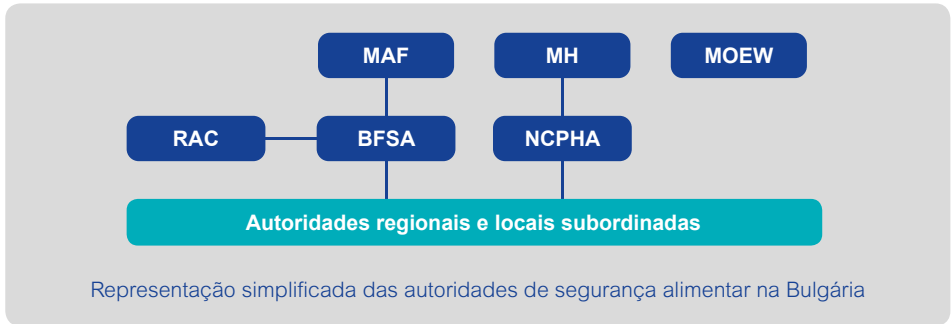 MAF
MH
MOEW
RAC
BFSA
NCPHA
Autoridades regionais e locais subordinadas
Representação simplificada das autoridades de segurança alimentar na Bulgária